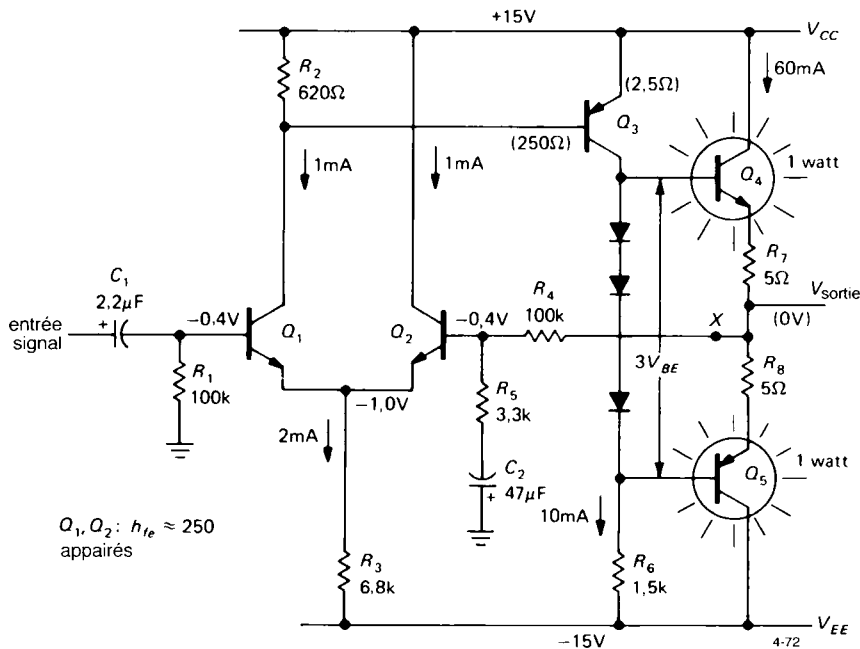 +15V
V_CC
R₂
620Ω
(2,5Ω)
60mA
Q₃
(250Ω)
1mA
1mA
Q₄
1 watt
C₁
2,2µF
+
entrée
signal
-0,4V
Q₁
R₁
100k
-0,4V
Q₂
R₄
100k
R₇
5Ω
V_sortie
(0V)
X
R₈
5Ω
3V_BE
R₅
3,3k
-1,0V
2mA
C₂
47µF
+
1 watt
Q₅
10mA
Q₁, Q₂ : h_fe ≈ 250
appairés
R₃
6,8k
R₆
1,5k
-15V
V_EE
4-72